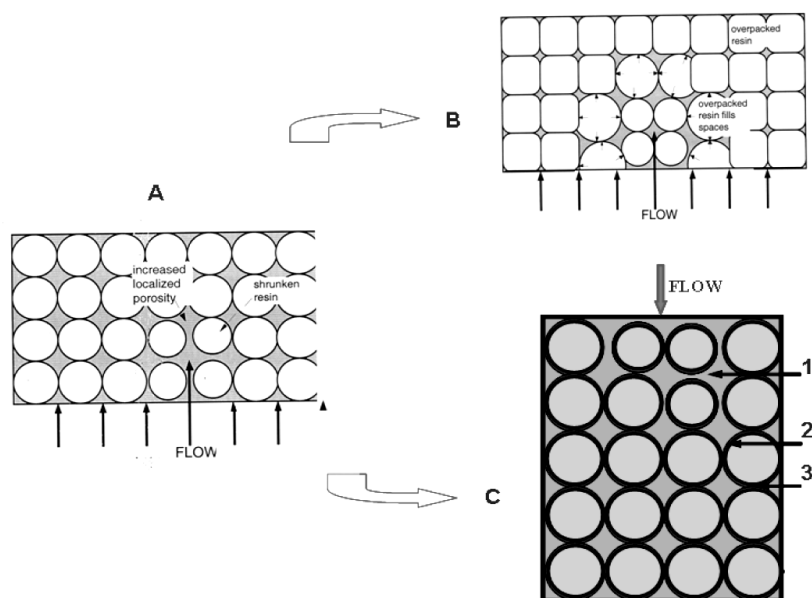 A
increased
localized
porosity
shrunken
resin
FLOW
B
overpacked
resin
overpacked
resin fills
spaces
FLOW
C
FLOW
1
2
3